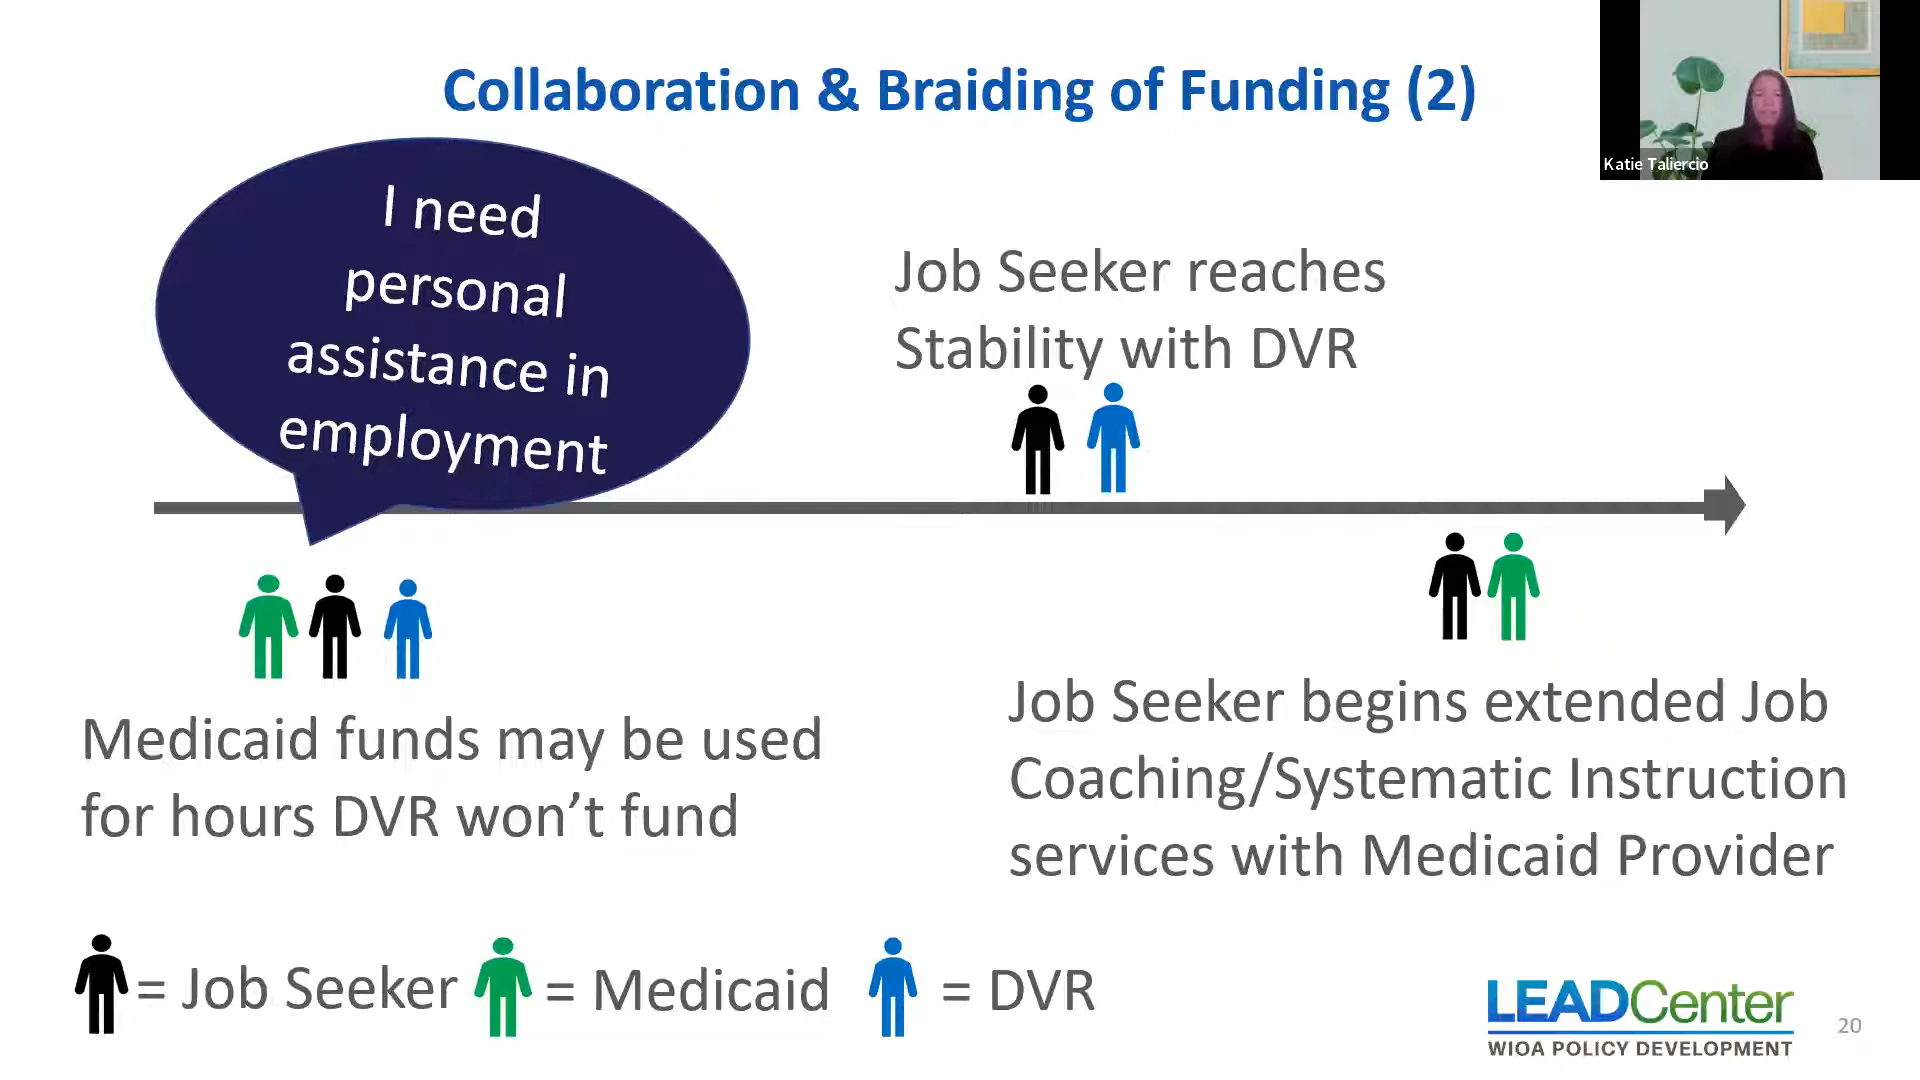 Collaboration & Braiding of Funding (2)
Katie Taliercio
I need
personal
assistance in
employment
Job Seeker reaches
Stability with DVR
Medicaid funds may be used
for hours DVR won’t fund
Job Seeker begins extended Job
Coaching/Systematic Instruction
services with Medicaid Provider
= Job Seeker
= Medicaid
= DVR
LEADCenter
WIOA POLICY DEVELOPMENT
20